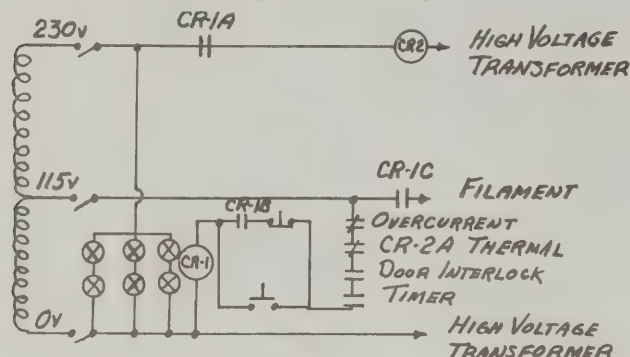 230V
CR-1A
CR2
HIGH VOLTAGE
TRANSFORMER
115V
CR-1C
FILAMENT
CR-1B
OVERCURRENT
CR-1
CR-2A THERMAL
DOOR INTERLOCK
TIMER
0V
HIGH VOLTAGE
TRANSFORMER